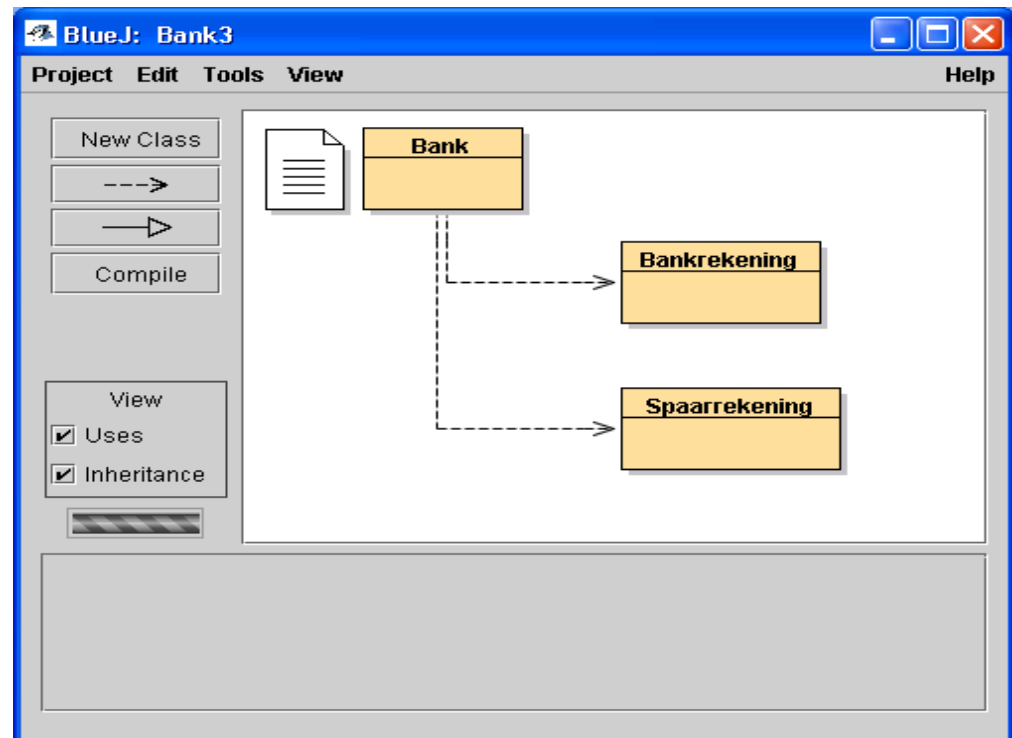 BlueJ: Bank3
Project Edit Tools View Help
New Class
Compile
View
Uses
Inheritance
Bank
Bankrekening
Spaarrekening